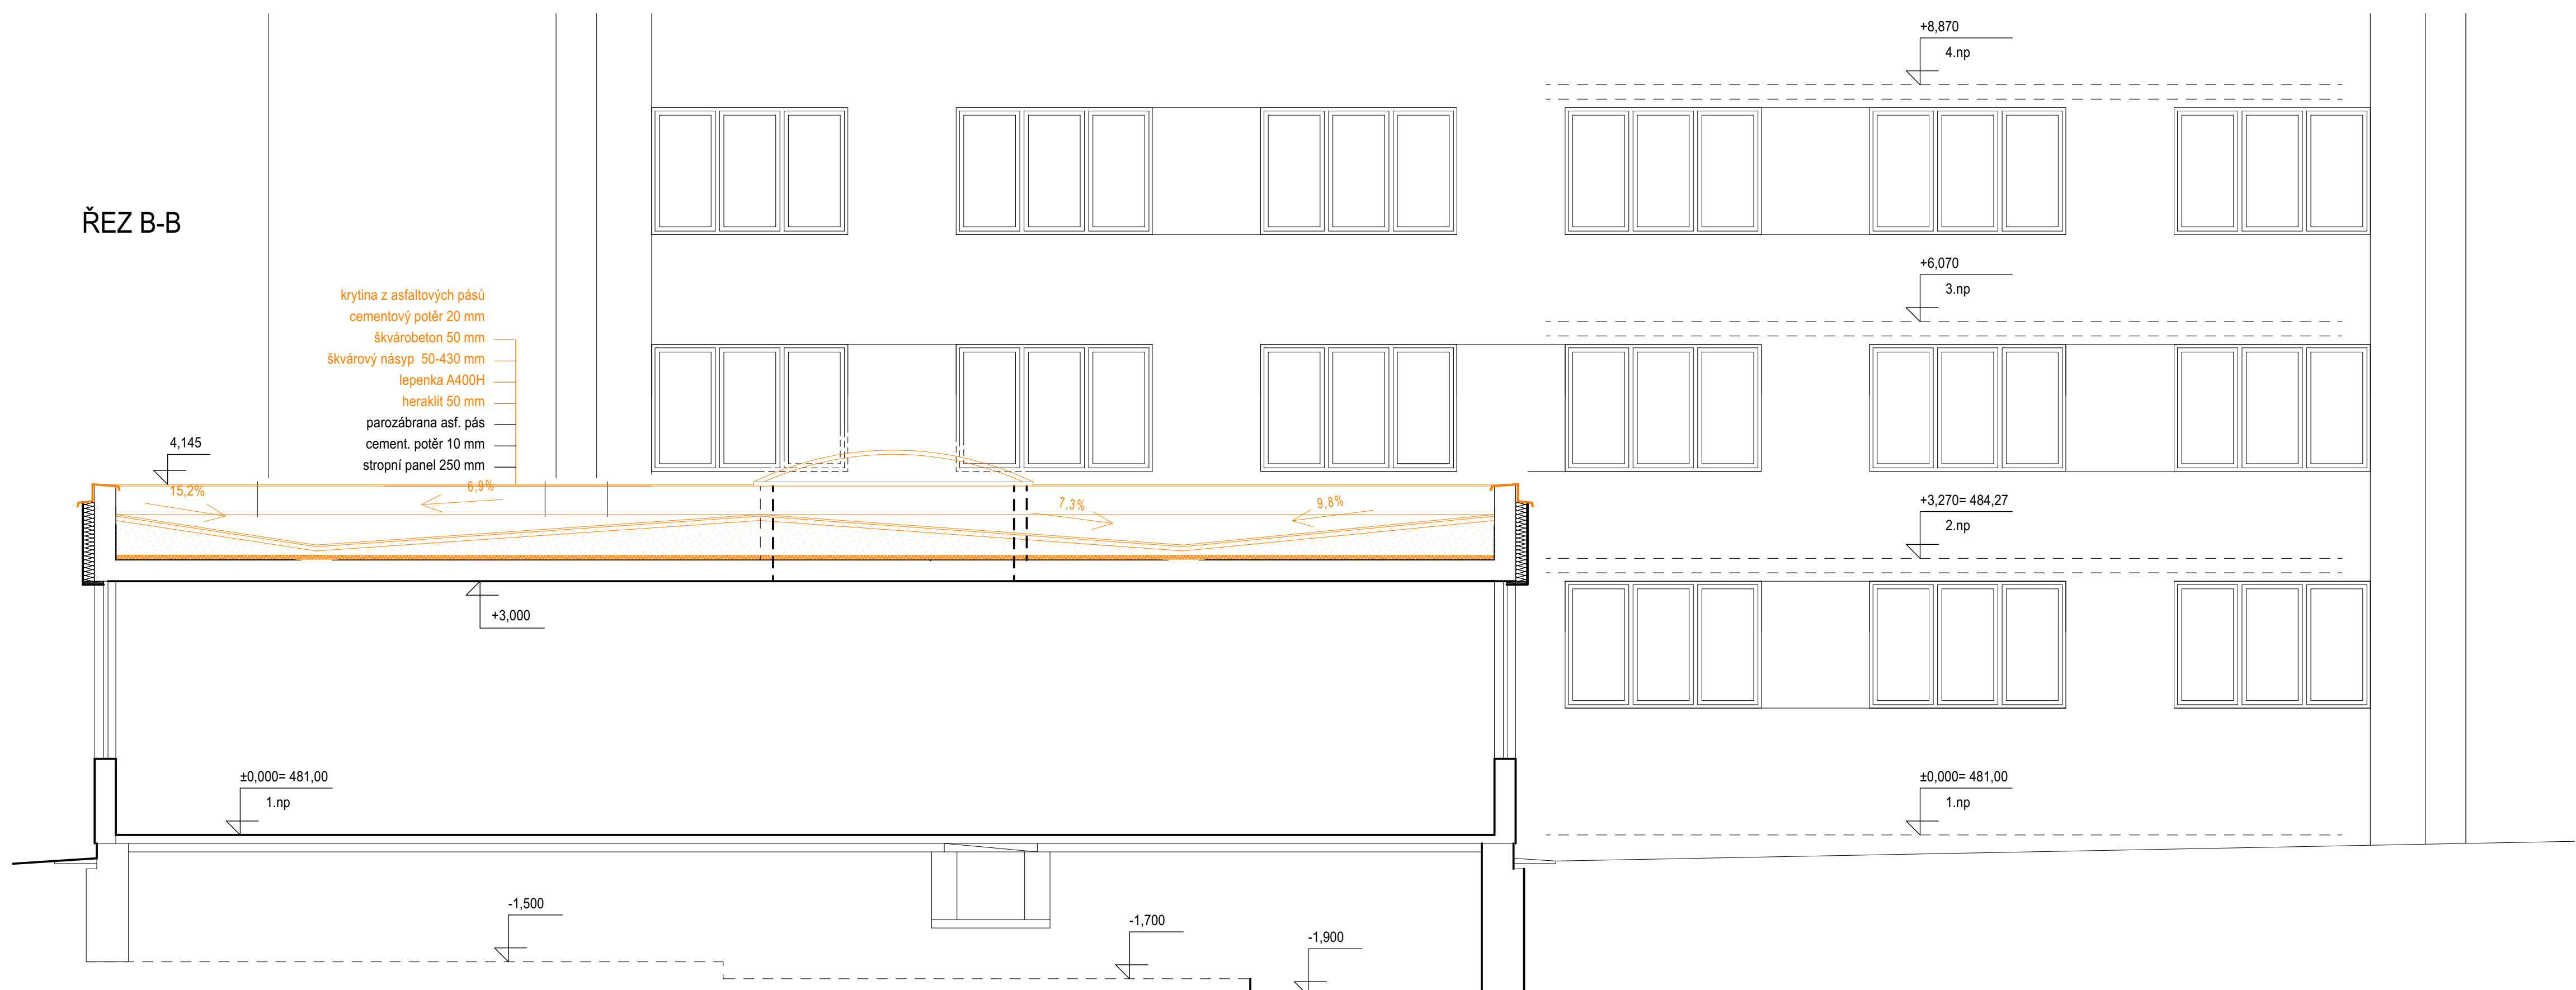 +8,870
4.np
ŘEZ B-B
+6,070
3.np
krytina z asfaltových pásů
cementový potěr 20 mm
škvárobeton 50 mm
škvárový násyp 50-430 mm
lepenka A400H
heraklit 50 mm
parozábrana asf. pás
cement. potěr 10 mm
stropní panel 250 mm
4,145
15,2%
6,9%
7,3%
9,8%
+3,270= 484,27
2.np
+3,000
±0,000= 481,00
1.np
±0,000= 481,00
1.np
-1,500
-1,700
-1,900